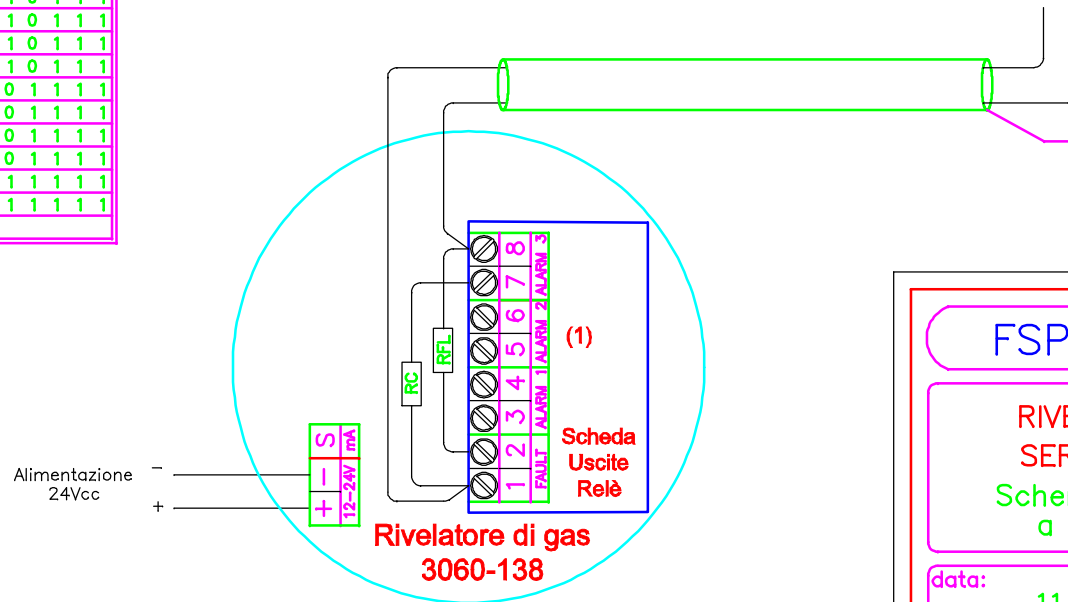 1 0 1 1 1
1 0 1 1 1
1 0 1 1 1
0 1 1 1 1
0 1 1 1 1
0 1 1 1 1
0 1 1 1 1
1 1 1 1 1
1 1 1 1 1
8
7
ALARM 3
6
5
ALARM 2
4
3
ALARM 1
2
1
FAULT
(1)
RFL
RC
Scheda
Uscite
Relè
S
mA
−
+
12-24V
Alimentazione
24Vcc
−
+
Rivelatore di gas
3060-138
FSP
RIVE
SER
Sche
a
data:
11